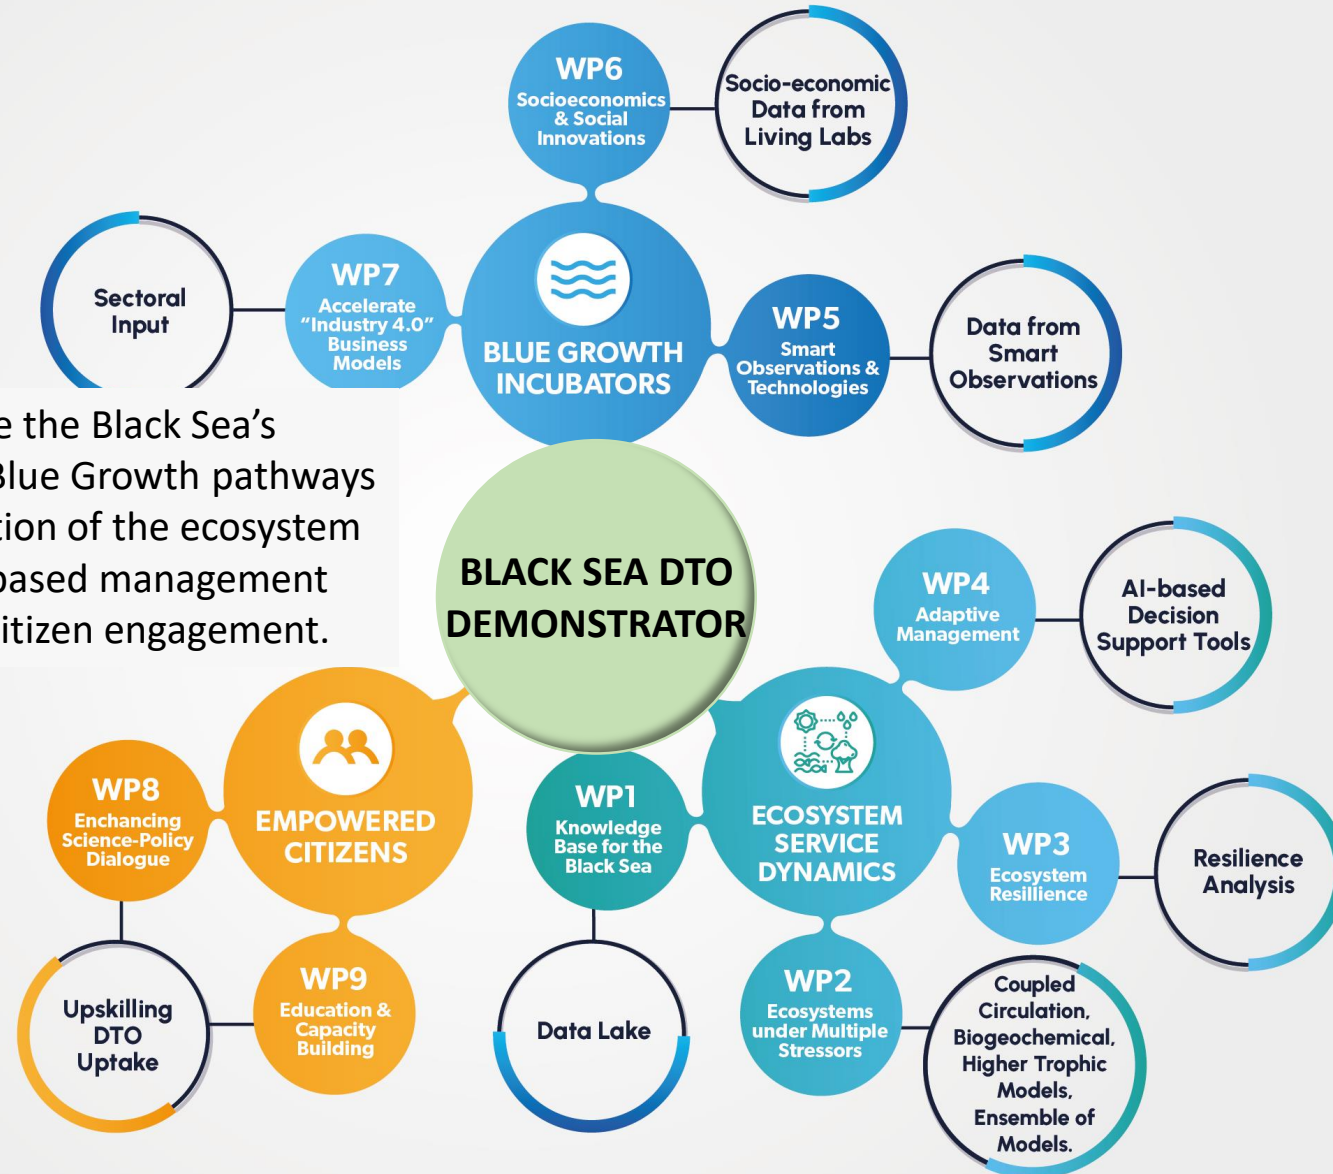 WP6
Socioeconomics
& Social
Innovations
Socio-economic
Data from
Living Labs
Sectoral
Input
WP7
Accelerate
“Industry 4.0”
Business
Models
BLUE GROWTH
INCUBATORS
WP5
Smart
Observations &
Technologies
Data from
Smart
Observations
e the Black Sea’s
Blue Growth pathways
tion of the ecosystem
based management
itizen engagement.
BLACK SEA DTO
DEMONSTRATOR
WP4
Adaptive
Management
AI-based
Decision
Support Tools
WP8
Enchancing
Science-Policy
Dialogue
EMPOWERED
CITIZENS
WP1
Knowledge
Base for the
Black Sea
ECOSYSTEM
SERVICE
DYNAMICS
WP3
Ecosystem
Resillience
Resilience
Analysis
Upskilling
DTO
Uptake
WP9
Education &
Capacity
Building
Data Lake
WP2
Ecosystems
under Multiple
Stressors
Coupled
Circulation,
Biogeochemical,
Higher Trophic
Models,
Ensemble of
Models.